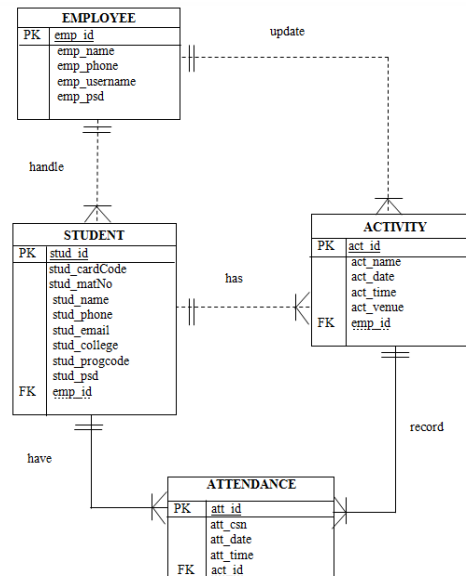 EMPLOYEE
PK emp_id
emp_name
emp_phone
emp_username
emp_psd
update
handle
STUDENT
PK stud_id
stud_cardCode
stud_matNo
stud_name
stud_phone
stud_email
stud_college
stud_progcode
stud_psd
FK emp_id
has
ACTIVITY
PK act_id
act_name
act_date
act_time
act_venue
FK emp_id
have
record
ATTENDANCE
PK att_id
att_csn
att_date
att_time
FK act_id